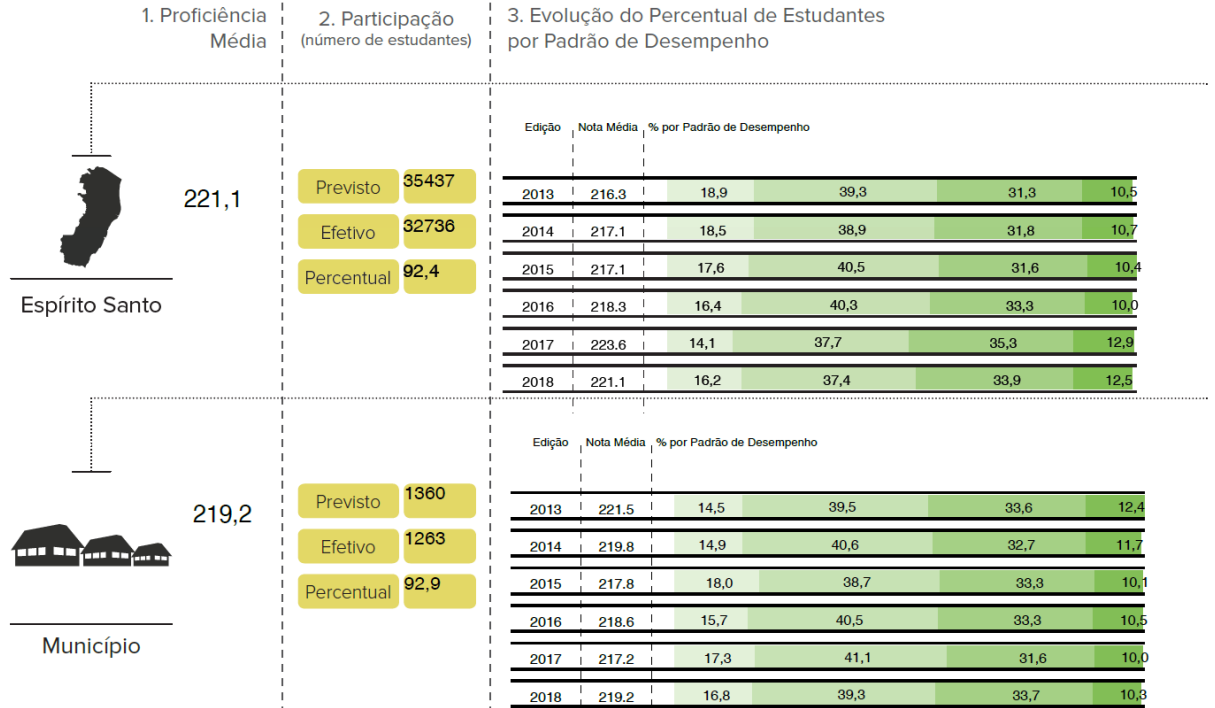 1. Proficiência
Média
2. Participação
(número de estudantes)
3. Evolução do Percentual de Estudantes
por Padrão de Desempenho
Espírito Santo
221,1
Previsto 35437
Efetivo 32736
Percentual 92,4
Edição Nota Média % por Padrão de Desempenho
2013 216.3 18,9 39,3 31,3 10,5
2014 217.1 18,5 38,9 31,8 10,7
2015 217.1 17,6 40,5 31,6 10,4
2016 218.3 16,4 40,3 33,3 10,0
2017 223.6 14,1 37,7 35,3 12,9
2018 221.1 16,2 37,4 33,9 12,5
Município
219,2
Previsto 1360
Efetivo 1263
Percentual 92,9
Edição Nota Média % por Padrão de Desempenho
2013 221.5 14,5 39,5 33,6 12,4
2014 219.8 14,9 40,6 32,7 11,7
2015 217.8 18,0 38,7 33,3 10,1
2016 218.6 15,7 40,5 33,3 10,5
2017 217.2 17,3 41,1 31,6 10,0
2018 219.2 16,8 39,3 33,7 10,3